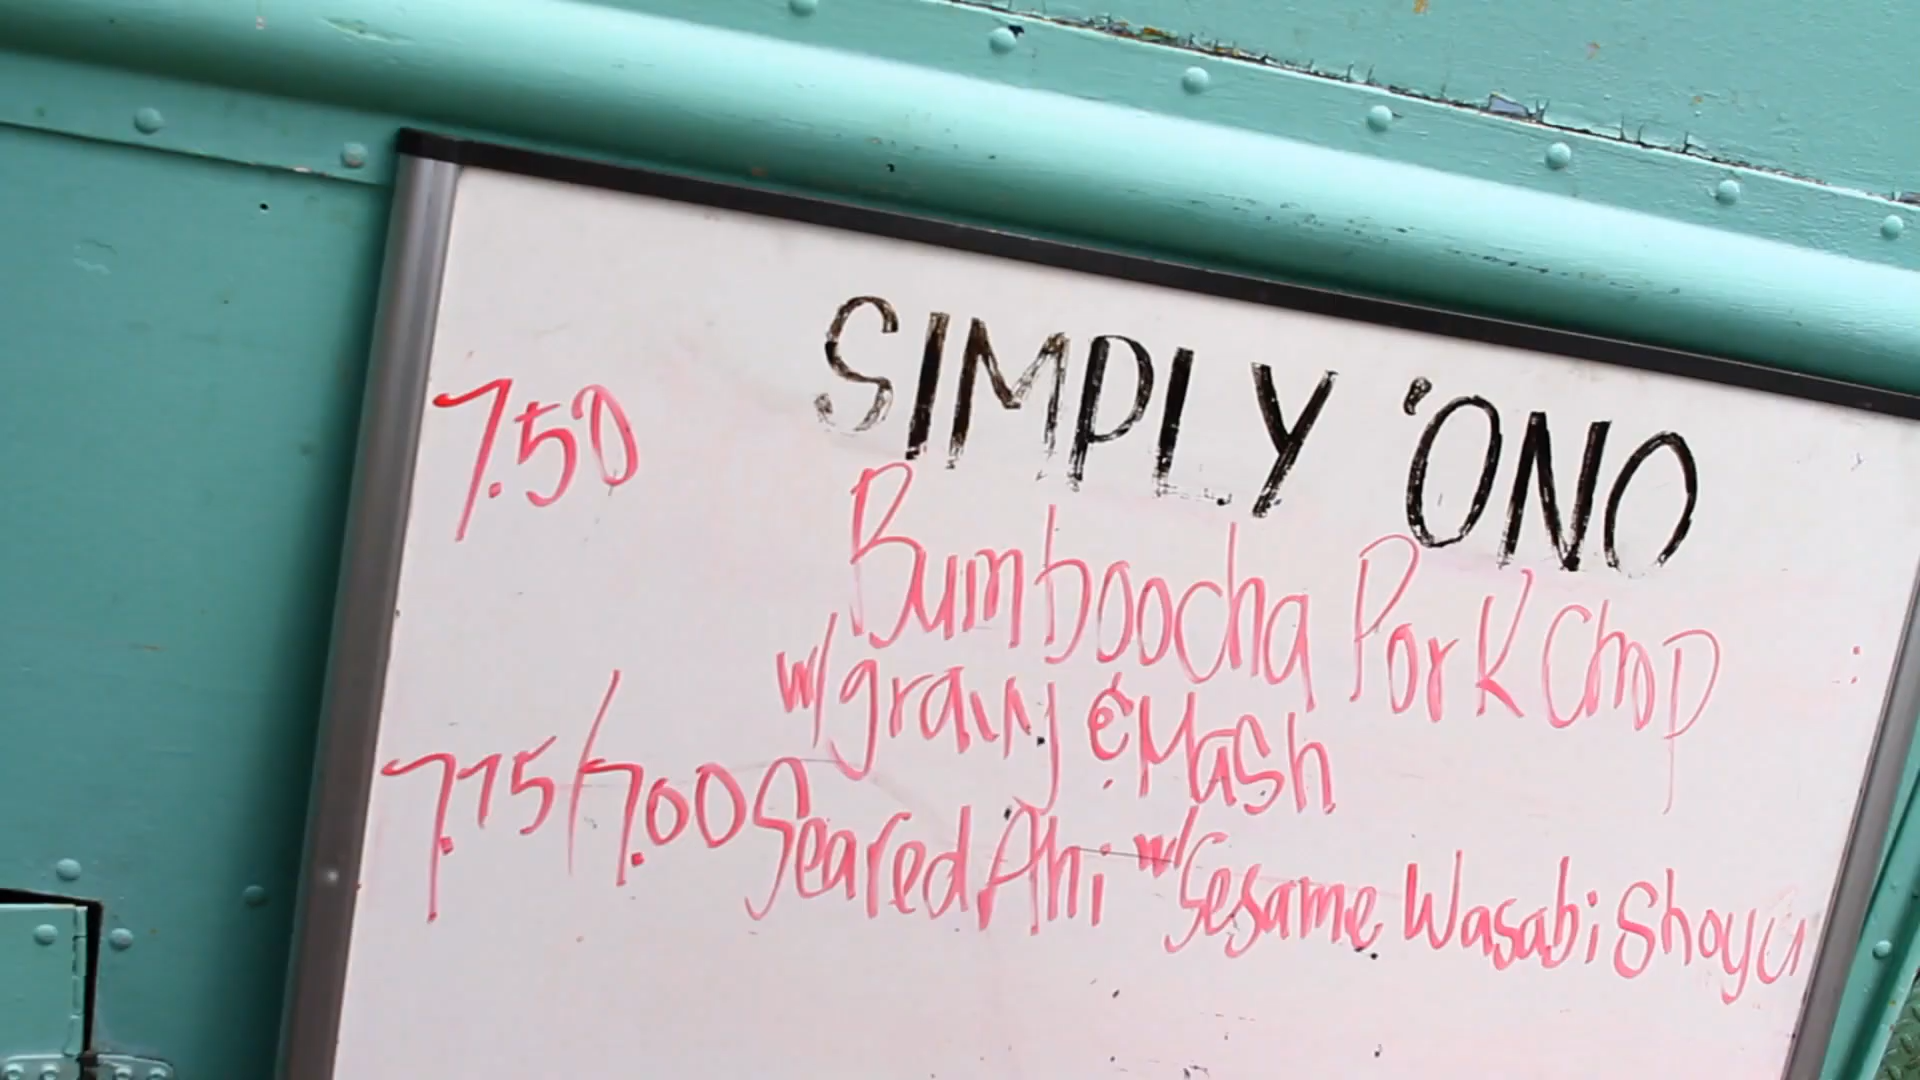 SIMPLY 'ONO
7.50 Bumboocha Pork Chop
w/ gravy & Mash
7.75/7.00 Seared Ahi w/ Sesame Wasabi Shoyu